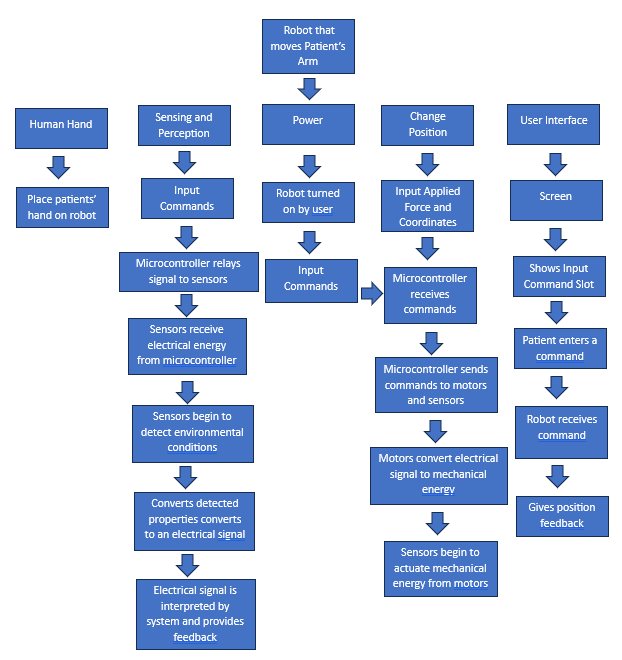 Robot that
moves Patient's
Arm
Human Hand
Place patients'
hand on robot
Sensing and
Perception
Input
Commands
Microcontroller relays
signal to sensors
Sensors receive
electrical energy
from microcontroller
Sensors begin to
detect environmental
conditions
Converts detected
properties converts
to an electrical signal
Electrical signal is
interpreted by
system and provides
feedback
Power
Robot turned
on by user
Input
Commands
Change
Position
Input Applied
Force and
Coordinates
Microcontroller
receives
commands
Microcontroller sends
commands to motors
and sensors
Motors convert electrical
signal to mechanical
energy
Sensors begin to
actuate mechanical
energy from motors
User Interface
Screen
Shows Input
Command Slot
Patient enters a
command
Robot receives
command
Gives position
feedback